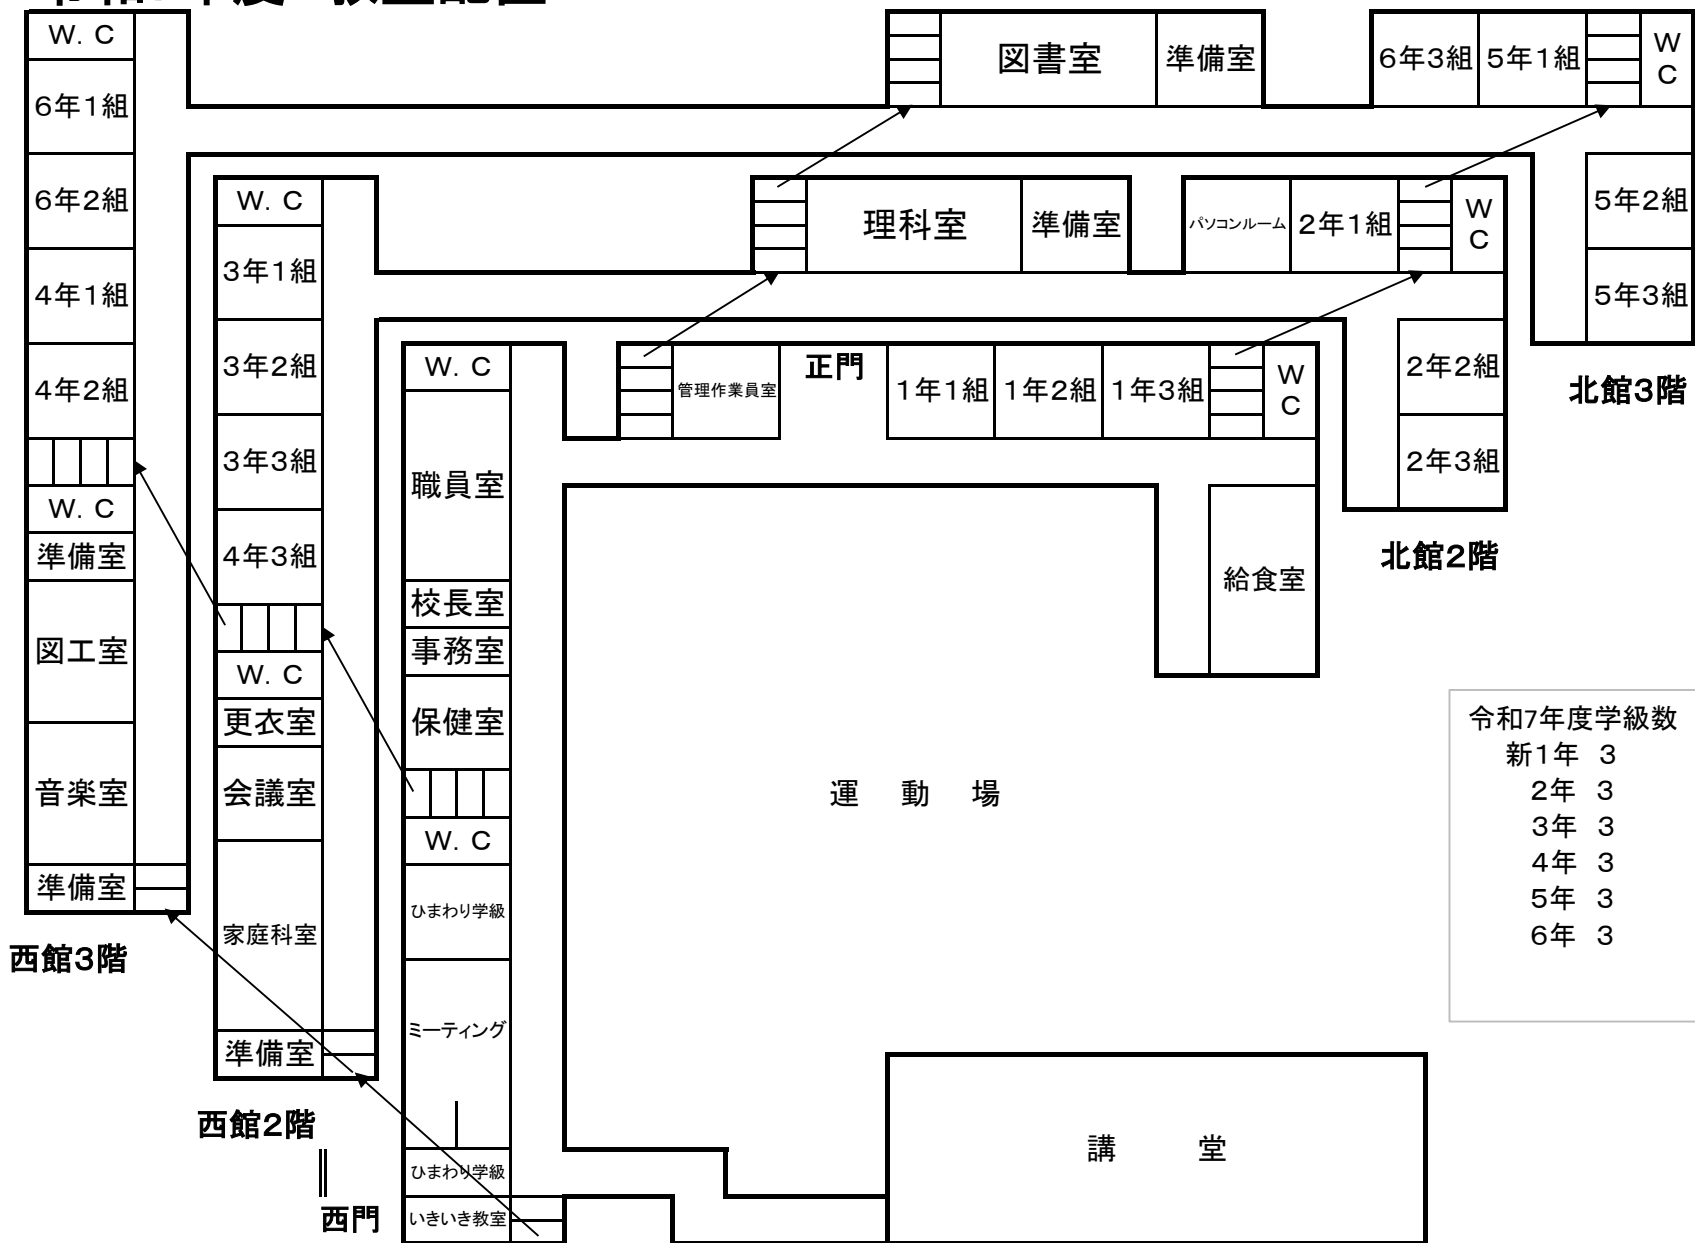 W. C
6年1組
6年2組
4年1組
4年2組
W. C
準備室
図工室
音楽室
準備室
西館3階
W. C
3年1組
3年2組
3年3組
4年3組
W. C
更衣室
会議室
家庭科室
準備室
西館2階
西門
W. C
職員室
校長室
事務室
保健室
W. C
ひまわり学級
ミーティング
ひまわり学級
いきいき教室
図書室
準備室
6年3組
5年1組
W
C
5年2組
5年3組
北館3階
理科室
準備室
パソコンルーム
2年1組
W
C
2年2組
2年3組
北館2階
管理作業員室
正門
1年1組
1年2組
1年3組
W
C
給食室
運 動 場
講 堂
令和7年度学級数
新1年 3
2年 3
3年 3
4年 3
5年 3
6年 3